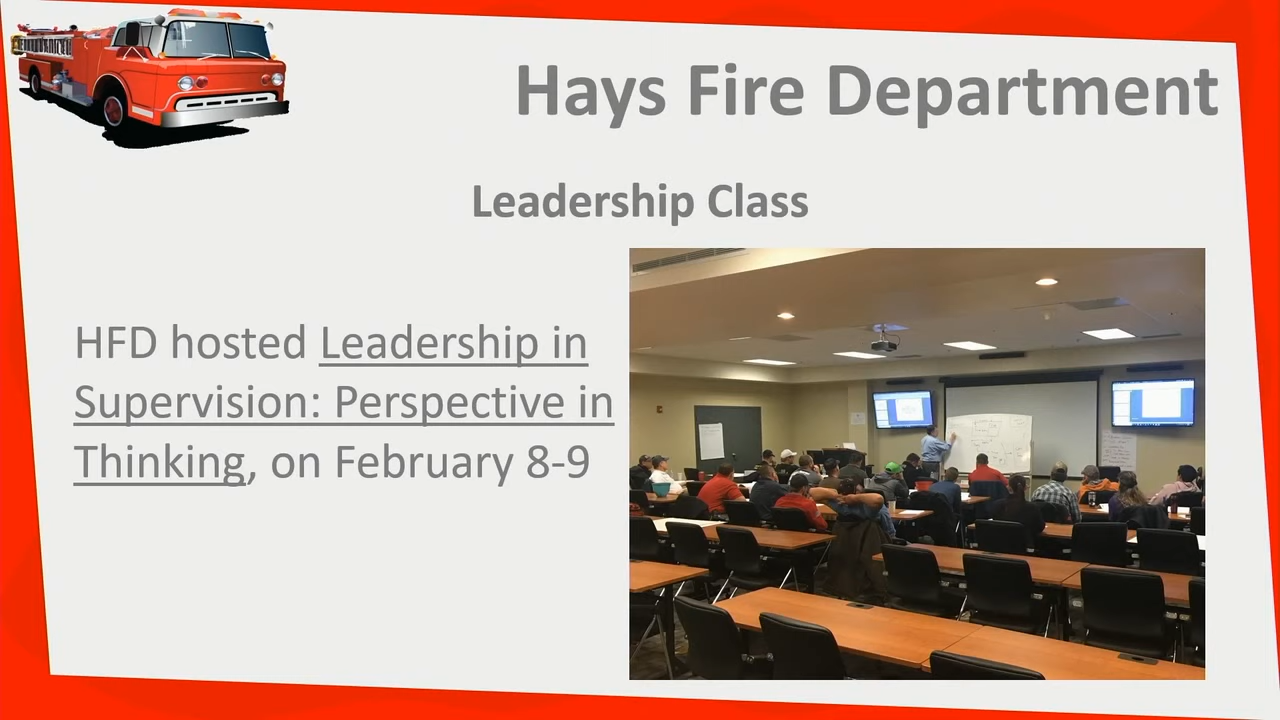 Hays Fire Department
Leadership Class
HFD hosted Leadership in
Supervision: Perspective in
Thinking, on February 8-9